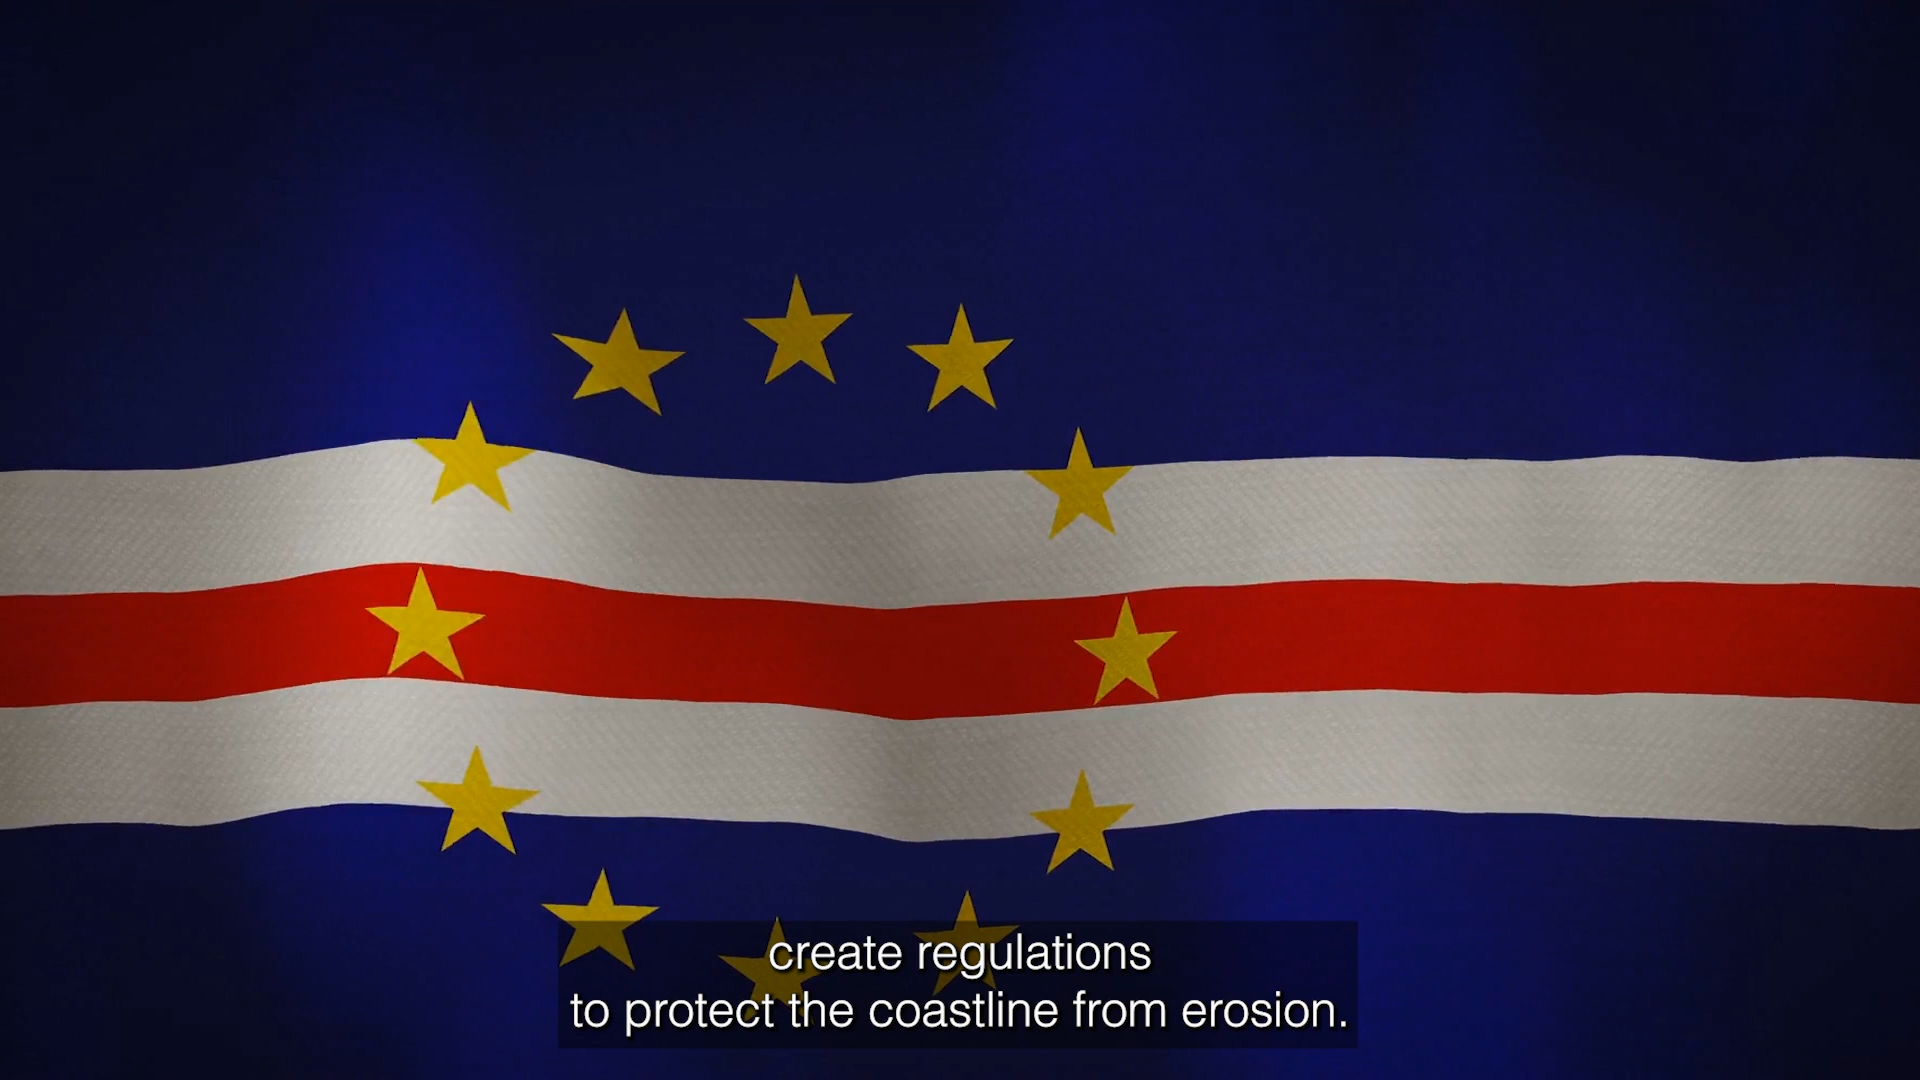 create regulations
to protect the coastline from erosion.